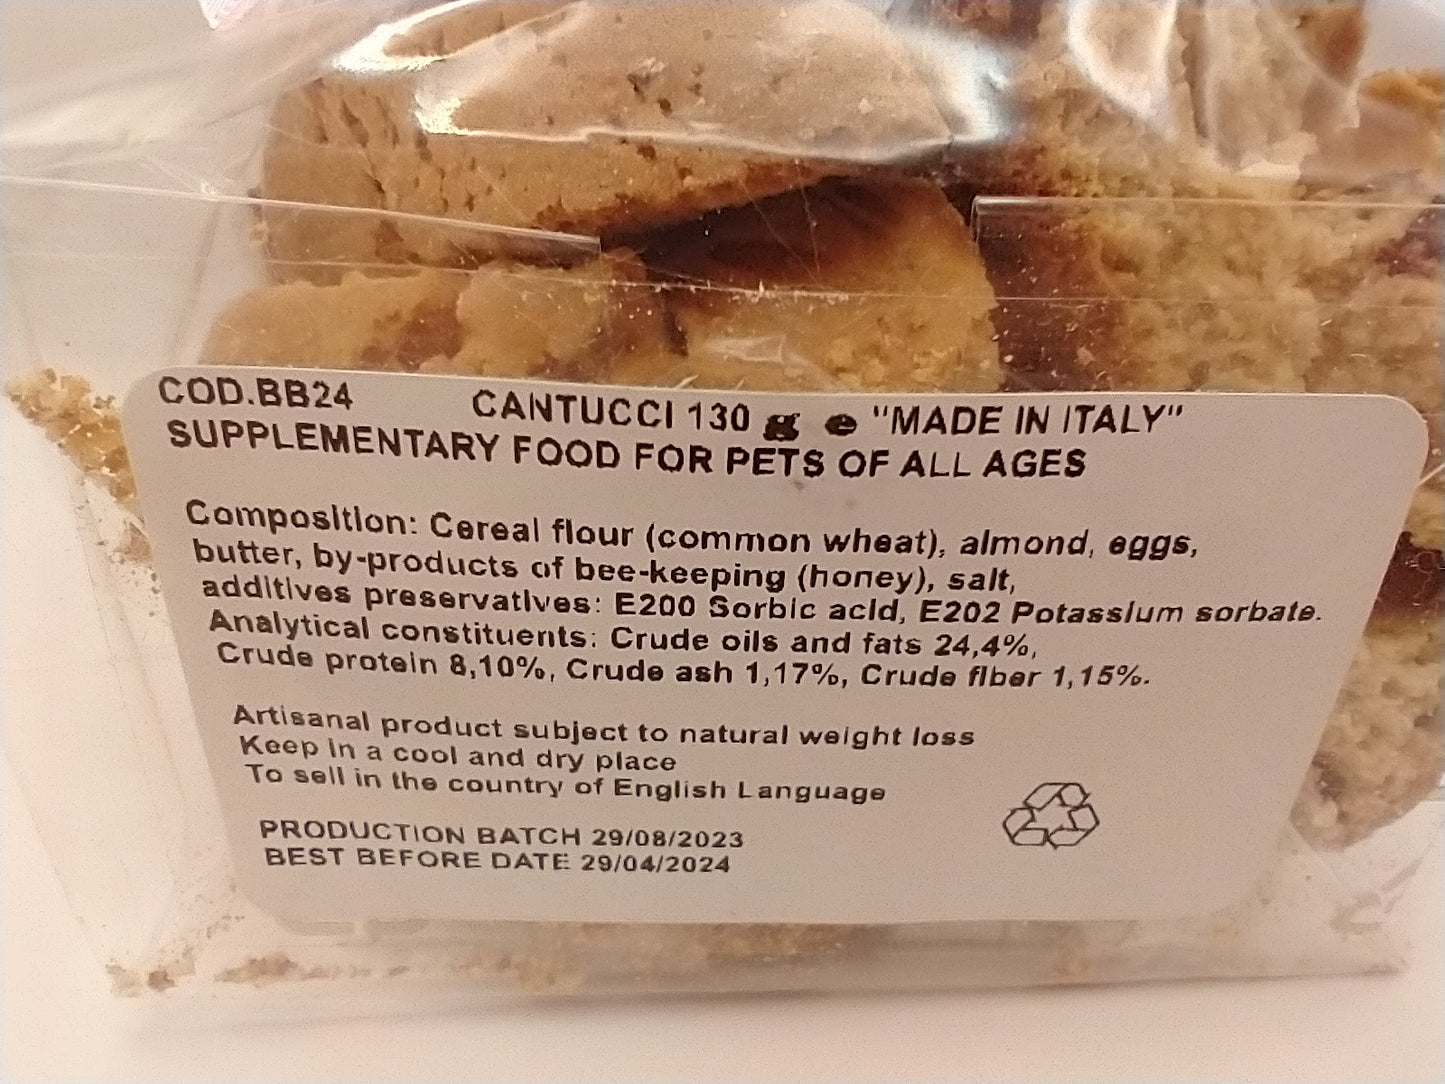 COD.BB24 CANTUCCI 130 g e "MADE IN ITALY"
SUPPLEMENTARY FOOD FOR PETS OF ALL AGES
Composition: Cereal flour (common wheat), almond, eggs,
butter, by-products of bee-keeping (honey), salt,
additives preservatives: E200 Sorbic acid, E202 Potassium sorbate.
Analytical constituents: Crude oils and fats 24,4%,
Crude protein 8,10%, Crude ash 1,17%, Crude fiber 1,15%.
Artisanal product subject to natural weight loss
Keep in a cool and dry place
To sell in the country of English Language
PRODUCTION BATCH 29/08/2023
BEST BEFORE DATE 29/04/2024